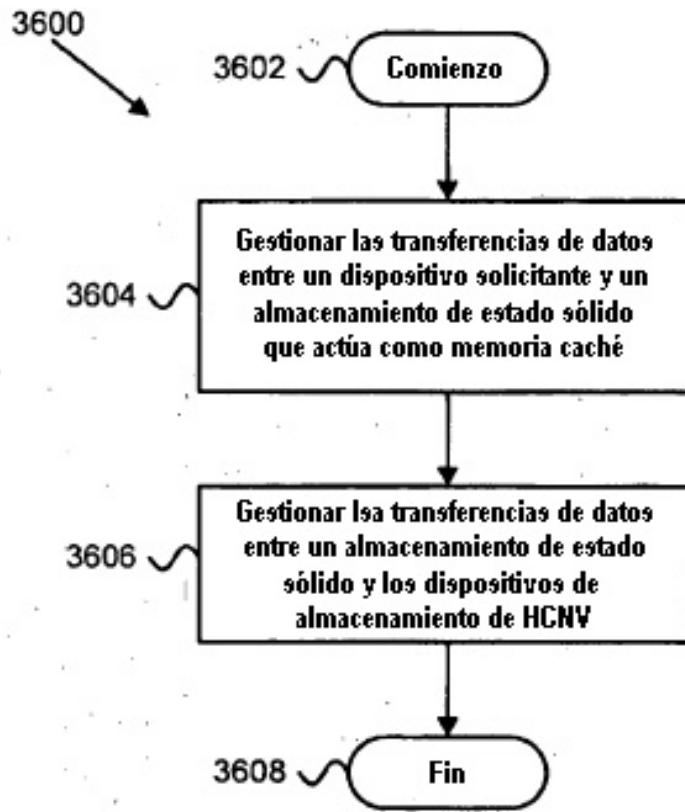 3600
3602
Comienzo
Gestionar las transferencias de datos
entre un dispositivo solicitante y un
almacenamiento de estado sólido
que actúa como memoria caché
3604
Gestionar lsa transferencias de datos
entre un almacenamiento de estado
sólido y los dispositivos de
almacenamiento de HCNV
3606
3608
Fin